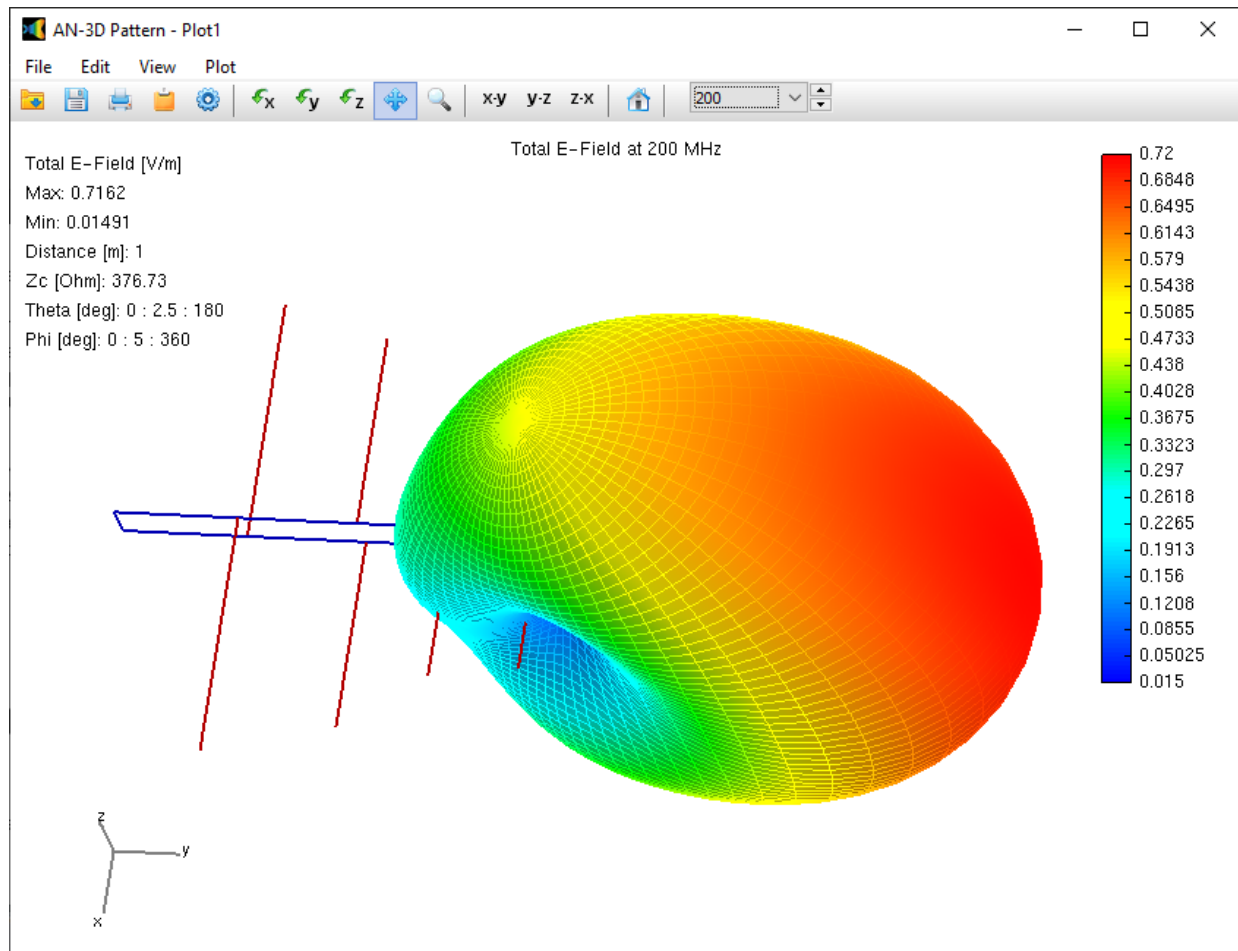 AN-3D Pattern - Plot1
File Edit View Plot
x y z x-y y-z z-x 200
Total E-Field at 200 MHz
Total E-Field [V/m]
Max: 0.7162
Min: 0.01491
Distance [m]: 1
Zc [Ohm]: 376.73
Theta [deg]: 0 : 2.5 : 180
Phi [deg]: 0 : 5 : 360
0.72
0.6848
0.6495
0.6143
0.579
0.5438
0.5085
0.4733
0.438
0.4028
0.3675
0.3323
0.297
0.2618
0.2265
0.1913
0.156
0.1208
0.0855
0.05025
0.015
z
y
x